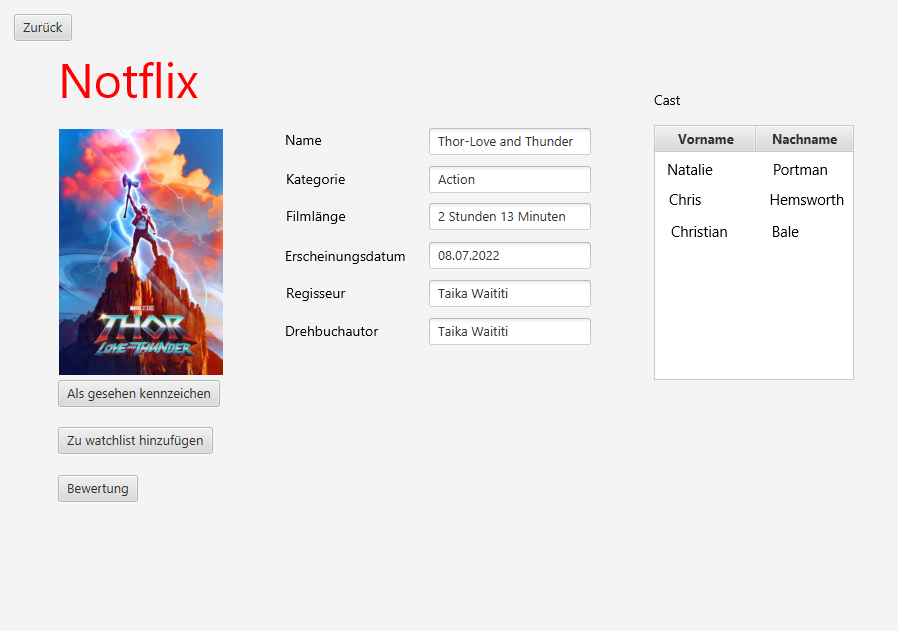 Zurück
Notflix
MARVEL STUDIOS
THOR
LOVE AND THUNDER
Als gesehen kennzeichen
Zu watchlist hinzufügen
Bewertung
Name Thor-Love and Thunder
Kategorie Action
Filmlänge 2 Stunden 13 Minuten
Erscheinungsdatum 08.07.2022
Regisseur Taika Waititi
Drehbuchautor Taika Waititi
Cast
Vorname Nachname
Natalie Portman
Chris Hemsworth
Christian Bale